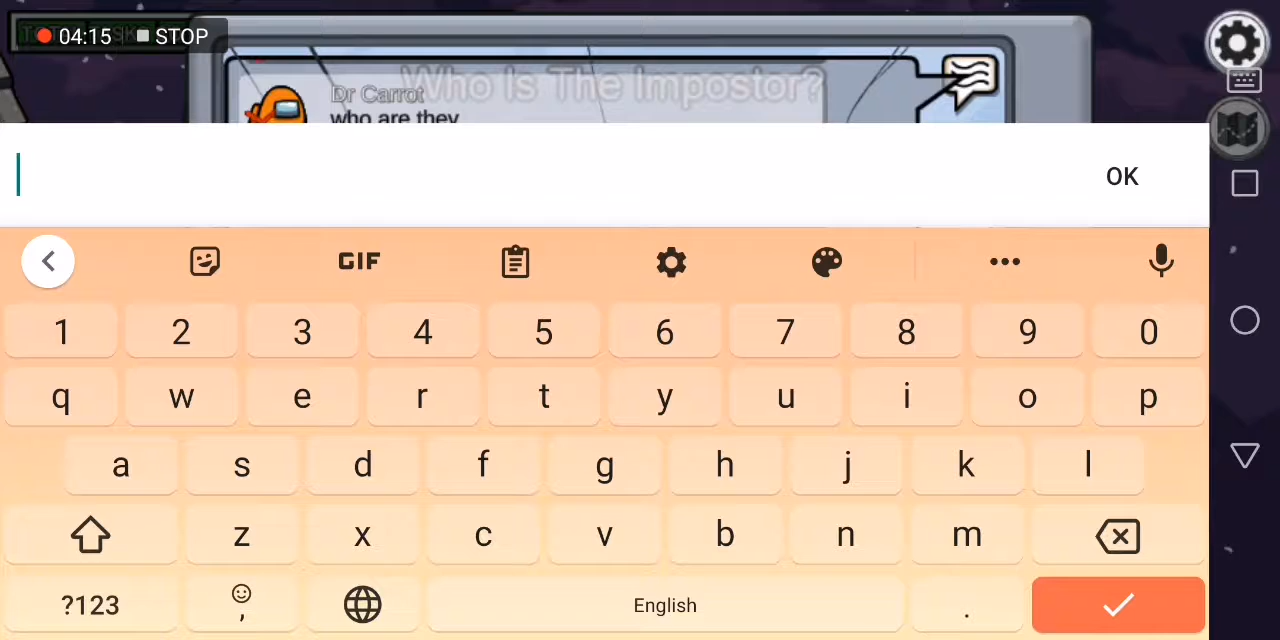 04:15 STOP
Who Is The Impostor?
Dr Carrot
who are they
OK
GIF
1 2 3 4 5 6 7 8 9 0
q w e r t y u i o p
a s d f g h j k l
z x c v b n m
?123 , English .